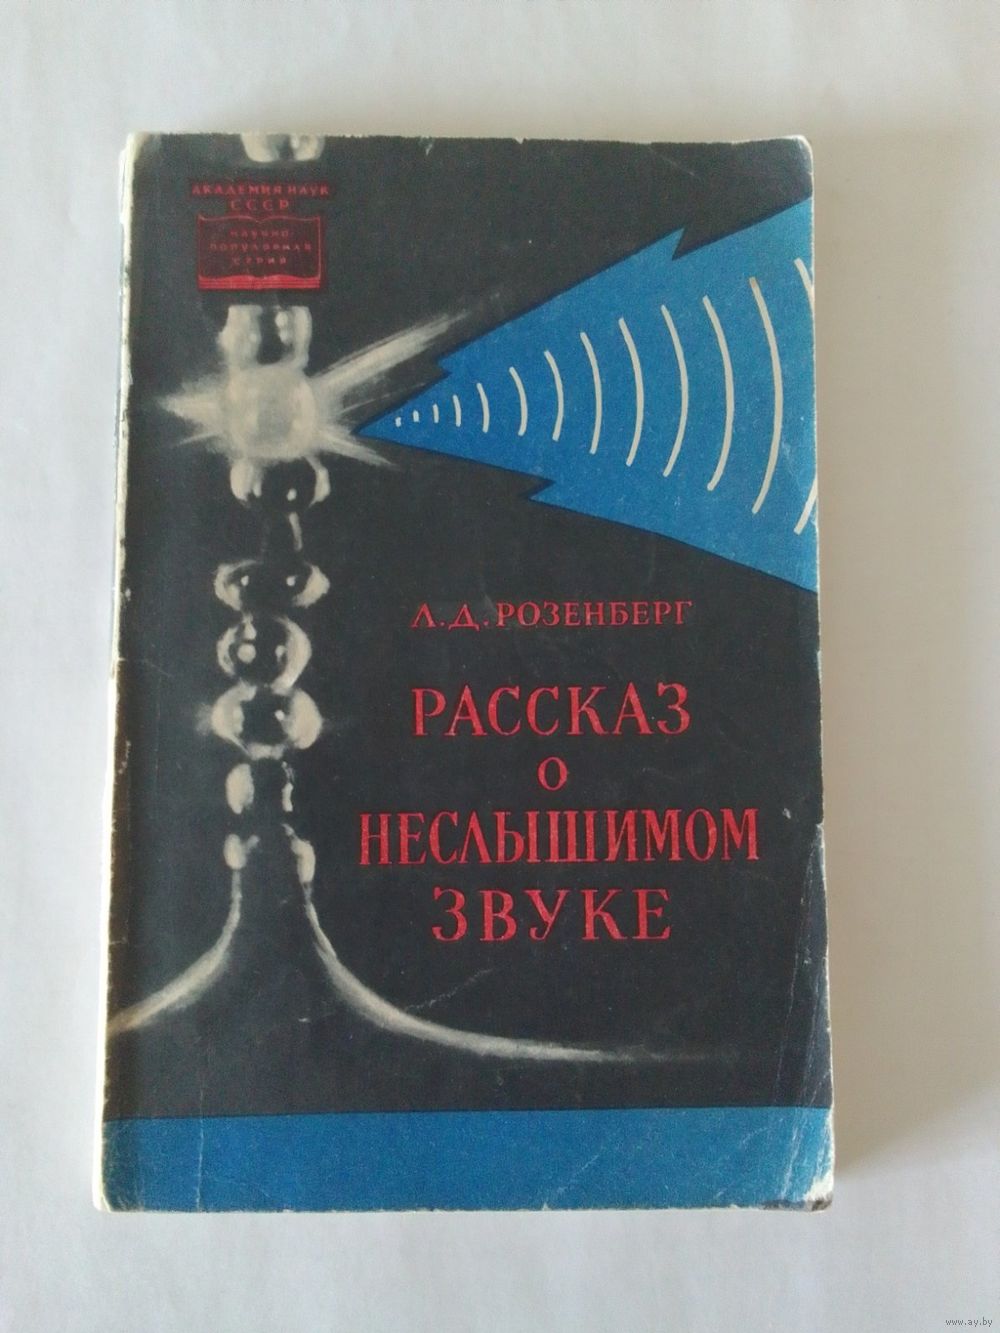 АКАДЕМИЯ НАУК
СССР
НАУЧНО-
ПОПУЛЯРНАЯ
СЕРИЯ
Л. Д. РОЗЕНБЕРГ
РАССКАЗ
О
НЕСЛЫШИМОМ
ЗВУКЕ
www.ay.by